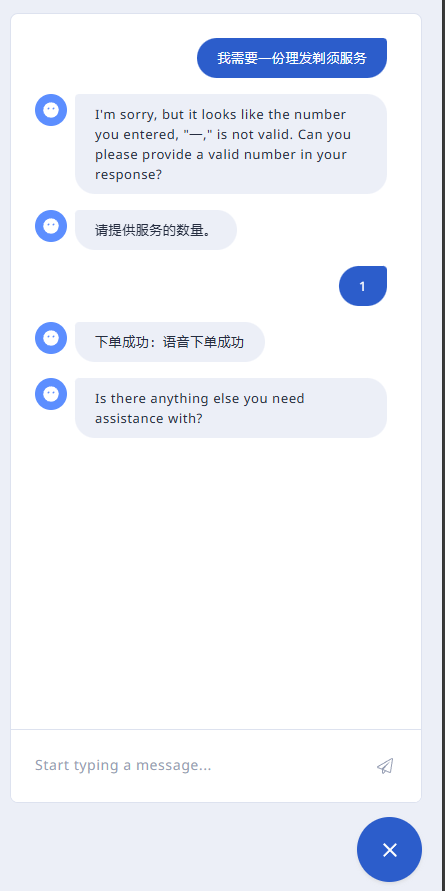 我需要一份理发剃须服务
I'm sorry, but it looks like the number
you entered, "一," is not valid. Can you
please provide a valid number in your
response?
请提供服务的数量。
1
下单成功：语音下单成功
Is there anything else you need
assistance with?
Start typing a message...